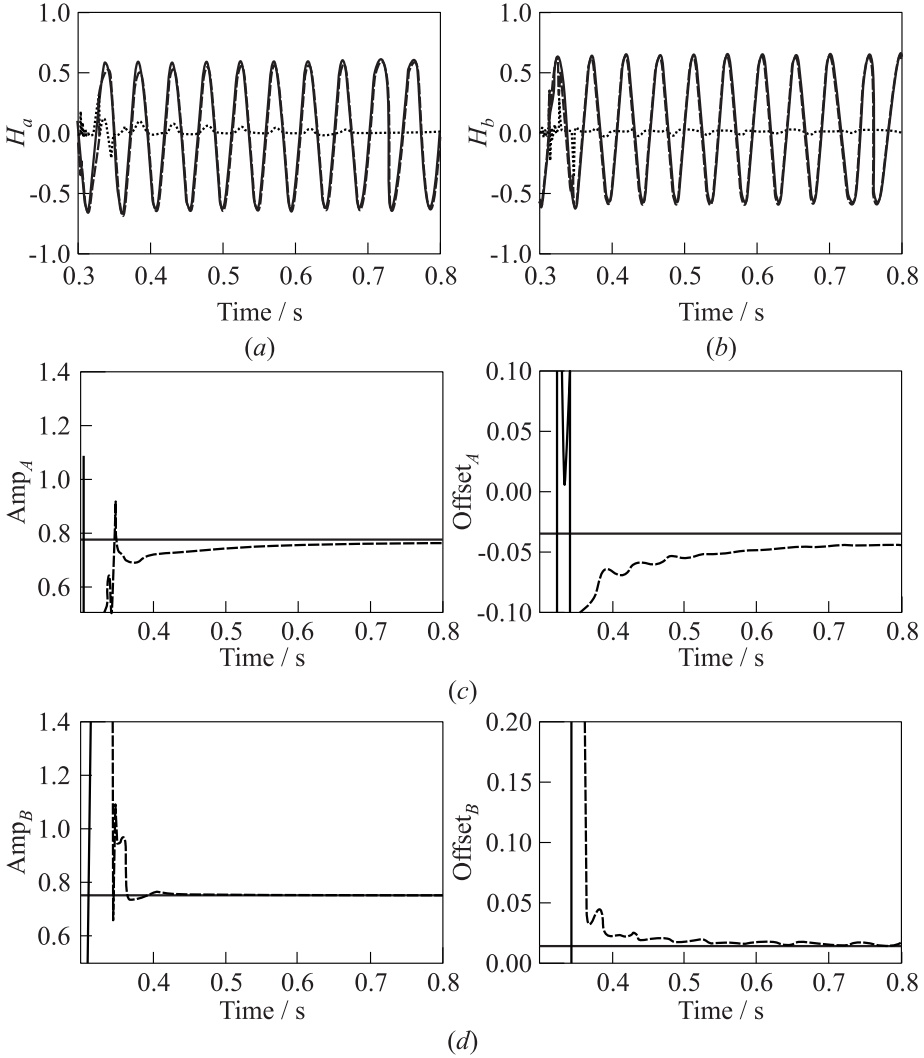 1.0
0.5
0.0
-0.5
-1.0
H_a
0.3 0.4 0.5 0.6 0.7 0.8
Time / s
(a)
1.0
0.5
0.0
-0.5
-1.0
H_b
0.3 0.4 0.5 0.6 0.7 0.8
Time / s
(b)
1.4
1.2
1.0
0.8
0.6
Amp_A
0.4 0.5 0.6 0.7 0.8
Time / s
0.10
0.05
0.00
-0.05
-0.10
Offset_A
0.4 0.5 0.6 0.7 0.8
Time / s
(c)
1.4
1.2
1.0
0.8
0.6
Amp_B
0.4 0.5 0.6 0.7 0.8
Time / s
0.20
0.15
0.10
0.05
0.00
Offset_B
0.4 0.5 0.6 0.7 0.8
Time / s
(d)